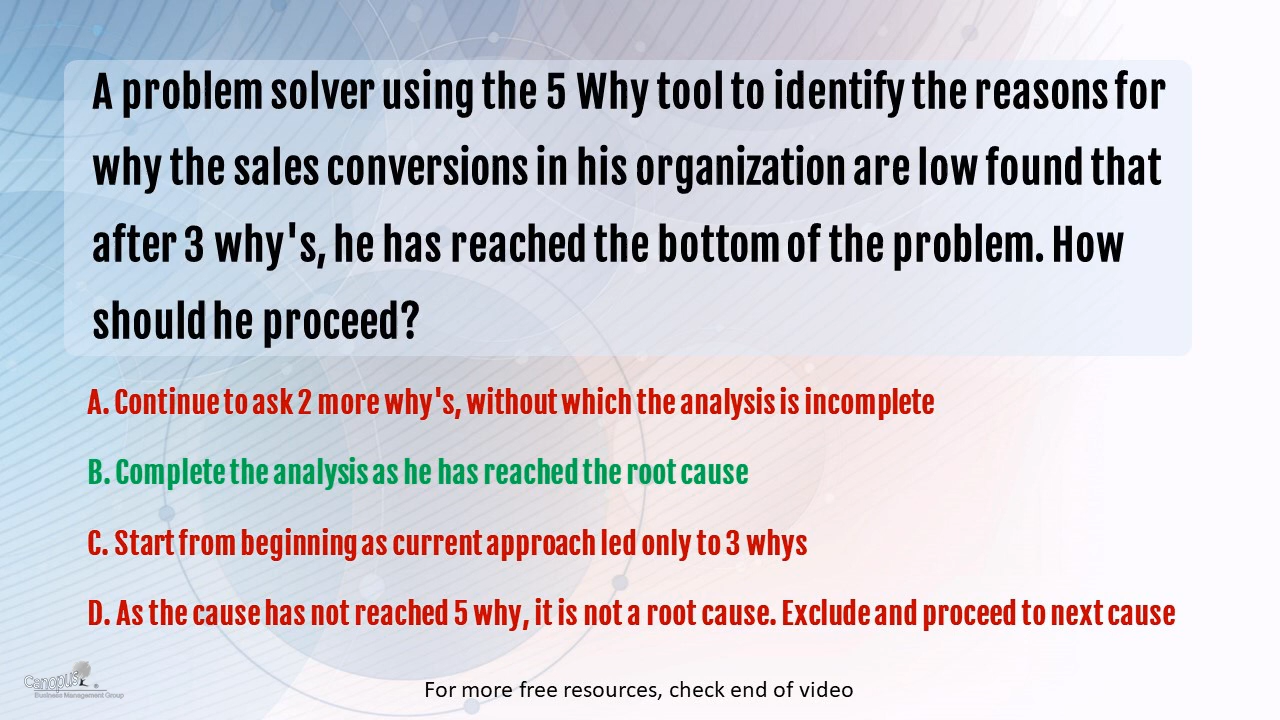 A problem solver using the 5 Why tool to identify the reasons for
why the sales conversions in his organization are low found that
after 3 why's, he has reached the bottom of the problem. How
should he proceed?
A. Continue to ask 2 more why's, without which the analysis is incomplete
B. Complete the analysis as he has reached the root cause
C. Start from beginning as current approach led only to 3 whys
D. As the cause has not reached 5 why, it is not a root cause. Exclude and proceed to next cause
Canopus
Business Management Group
For more free resources, check end of video